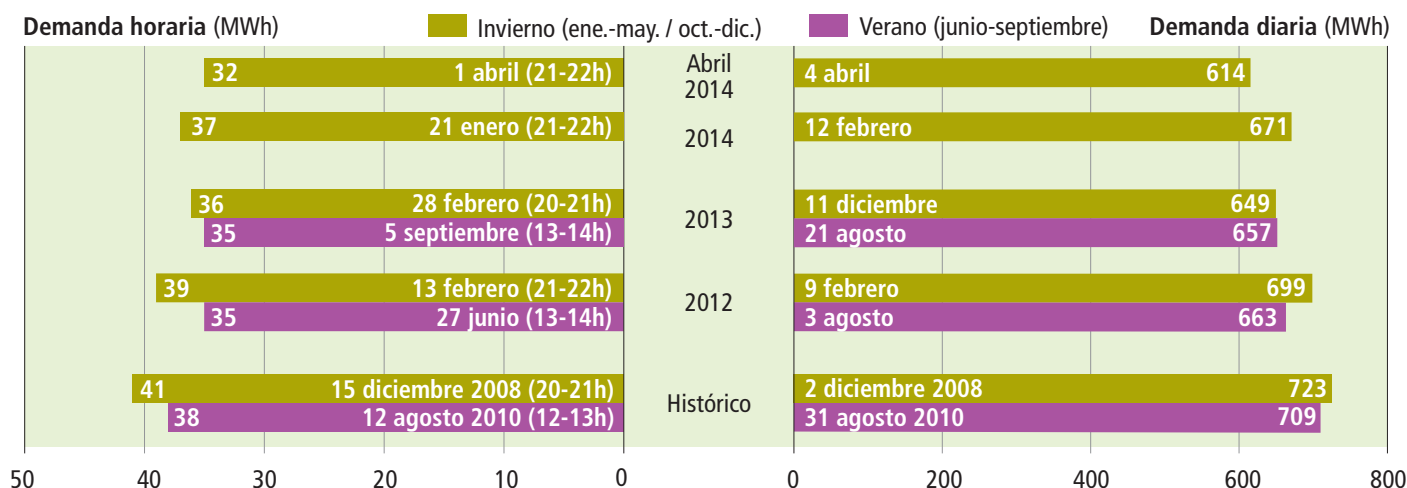 Demanda horaria (MWh)
Invierno (ene.-may. / oct.-dic.)
Verano (junio-septiembre)
Demanda diaria (MWh)
32 1 abril (21-22h)
Abril
2014
4 abril 614
37 21 enero (21-22h)
2014
12 febrero 671
36 28 febrero (20-21h)
35 5 septiembre (13-14h)
2013
11 diciembre 649
21 agosto 657
39 13 febrero (21-22h)
35 27 junio (13-14h)
2012
9 febrero 699
3 agosto 663
41 15 diciembre 2008 (20-21h)
38 12 agosto 2010 (12-13h)
Histórico
2 diciembre 2008 723
31 agosto 2010 709
50 40 30 20 10 0
0 200 400 600 800